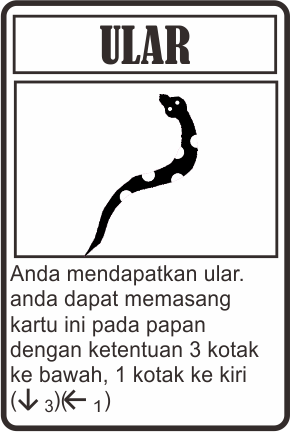 ULAR
Anda mendapatkan ular.
anda dapat memasang
kartu ini pada papan
dengan ketentuan 3 kotak
ke bawah, 1 kotak ke kiri
(↓ 3)(← 1)